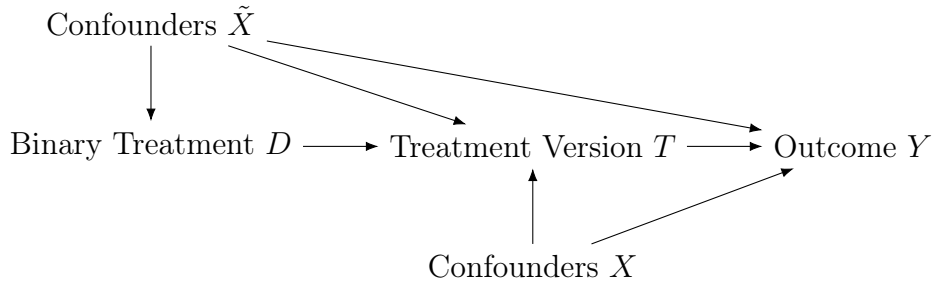 Confounders X̃
Binary Treatment D
Treatment Version T
Outcome Y
Confounders X